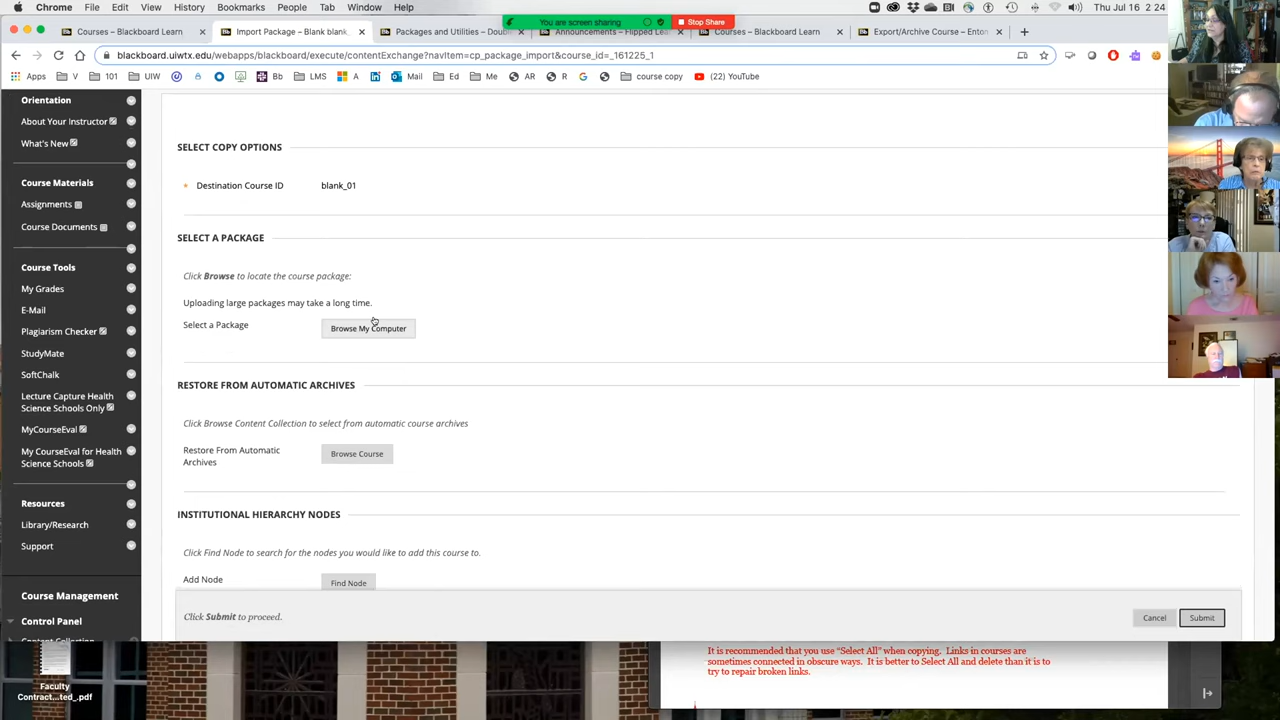 Chrome File Edit View History Bookmarks People Tab Window Help
You are screen sharing Stop Share
Thu Jul 16 2 24
Courses – Blackboard Learn
Import Package – Blank blank_
Packages and Utilities – Doub
Announcements – Flipped Lea
Courses – Blackboard Learn
Export/Archive Course – Ento
blackboard.uiwtx.edu/webapps/blackboard/execute/contentExchange?navItem=cp_package_import&course_id=_161225_1
Apps V 101 UIW Bb LMS A Mail Ed Me AR R course copy (22) YouTube
Orientation
About Your Instructor
What's New
Course Materials
Assignments
Course Documents
Course Tools
My Grades
E-Mail
Plagiarism Checker
StudyMate
SoftChalk
Lecture Capture Health
Science Schools Only
MyCourseEval
My CourseEval for Health
Science Schools
Resources
Library/Research
Support
Course Management
Control Panel
SELECT COPY OPTIONS
Destination Course ID blank_01
SELECT A PACKAGE
Click Browse to locate the course package:
Uploading large packages may take a long time.
Select a Package Browse My Computer
RESTORE FROM AUTOMATIC ARCHIVES
Click Browse Content Collection to select from automatic course archives
Restore From Automatic
Archives
Browse Course
INSTITUTIONAL HIERARCHY NODES
Click Find Node to search for the nodes you would like to add this course to.
Add Node Find Node
Click Submit to proceed.
Cancel Submit
Faculty
Contract...ted_.pdf
It is recommended that you use “Select All” when copying. Links in courses are
sometimes connected in obscure ways. It is better to Select All and delete than it is to
try to repair broken links.